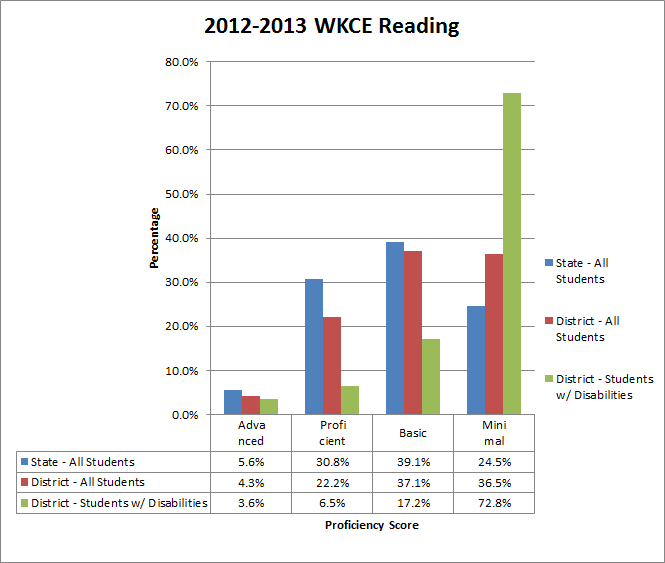 2012-2013 WKCE Reading
80.0%
70.0%
60.0%
50.0%
40.0%
30.0%
20.0%
10.0%
0.0%
Percentage
State - All
Students
District - All
Students
District - Students
w/ Disabilities
Adva
nced
Profi
cient
Basic
Mini
mal
State - All Students 5.6% 30.8% 39.1% 24.5%
District - All Students 4.3% 22.2% 37.1% 36.5%
District - Students w/ Disabilities 3.6% 6.5% 17.2% 72.8%
Proficiency Score